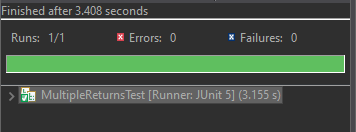 Finished after 3.408 seconds
Runs: 1/1 Errors: 0 Failures: 0
MultipleReturnsTest [Runner: JUnit 5] (3.155 s)